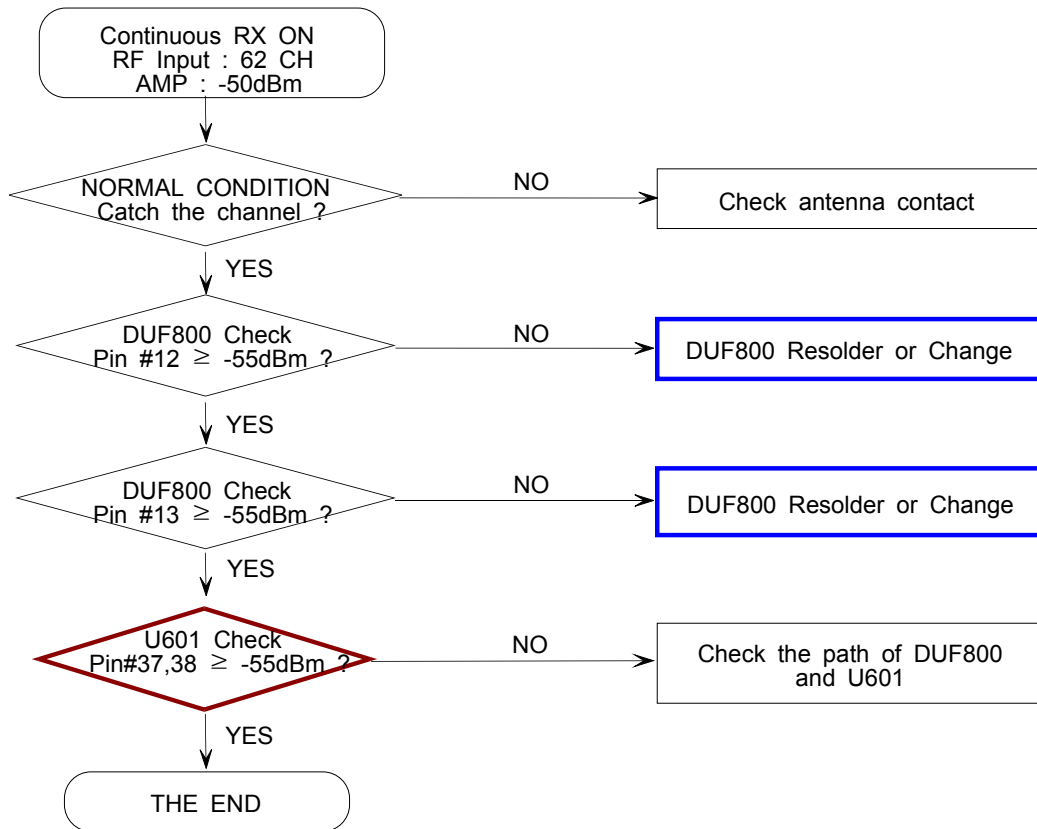 Continuous RX ON
RF Input : 62 CH
AMP : -50dBm
NORMAL CONDITION
Catch the channel ?
NO
Check antenna contact
YES
DUF800 Check
Pin #12 ≥ -55dBm ?
NO
DUF800 Resolder or Change
YES
DUF800 Check
Pin #13 ≥ -55dBm ?
NO
DUF800 Resolder or Change
YES
U601 Check
Pin#37,38 ≥ -55dBm ?
NO
Check the path of DUF800
and U601
YES
THE END